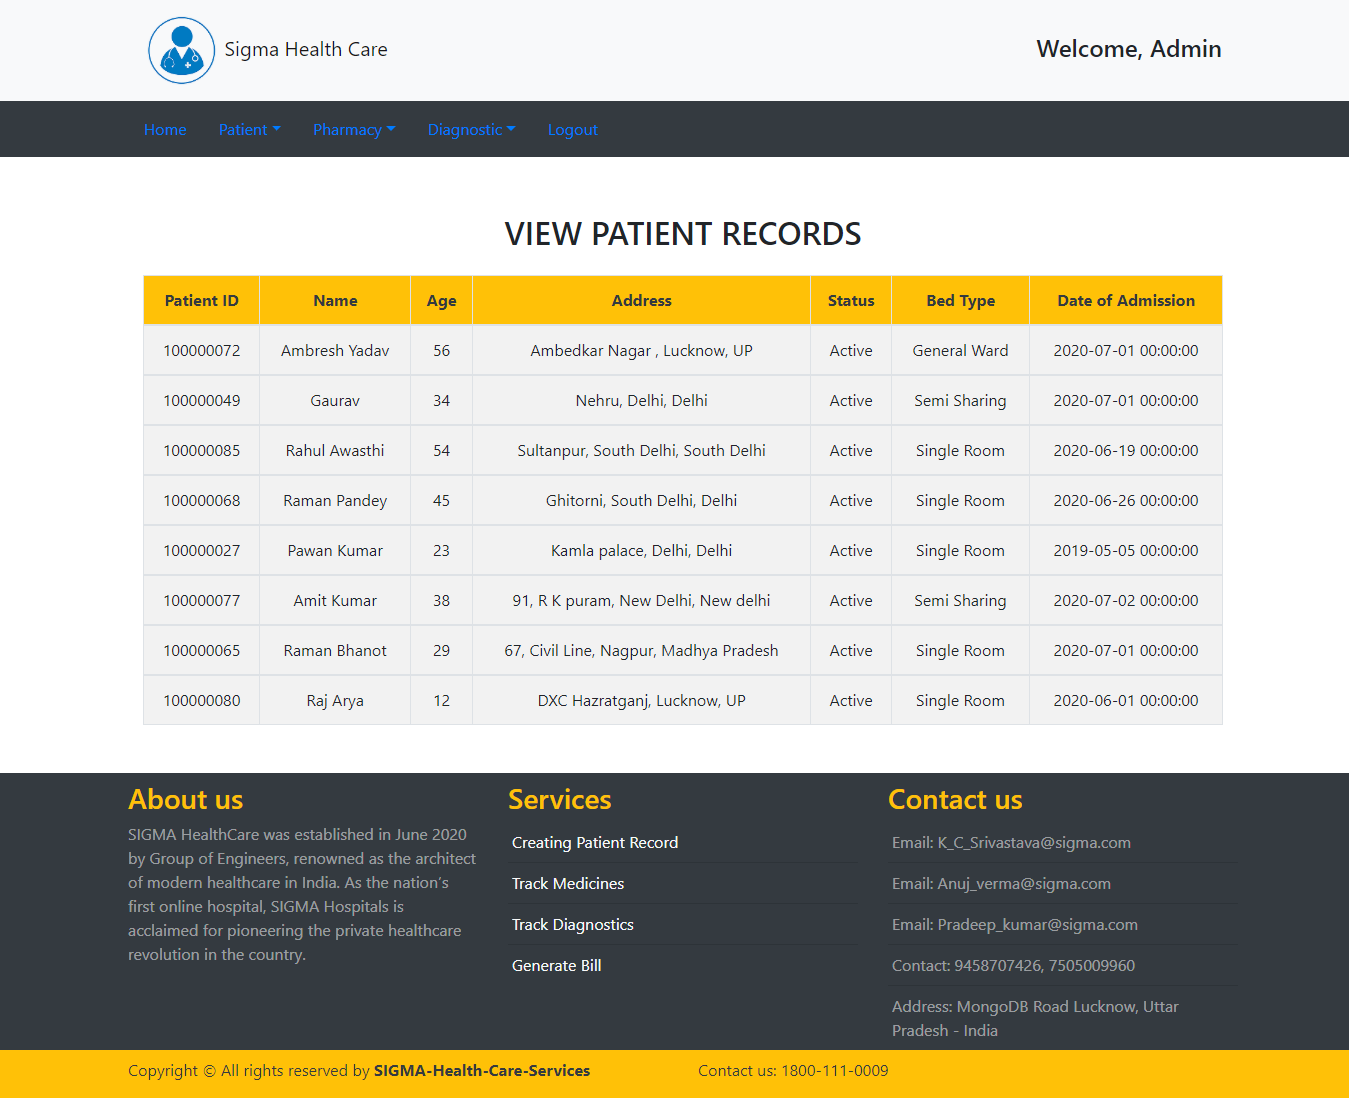 Sigma Health Care
Welcome, Admin
Home Patient Pharmacy Diagnostic Logout
VIEW PATIENT RECORDS
Patient ID Name Age Address Status Bed Type Date of Admission
100000072 Ambresh Yadav 56 Ambedkar Nagar , Lucknow, UP Active General Ward 2020-07-01 00:00:00
100000049 Gaurav 34 Nehru, Delhi, Delhi Active Semi Sharing 2020-07-01 00:00:00
100000085 Rahul Awasthi 54 Sultanpur, South Delhi, South Delhi Active Single Room 2020-06-19 00:00:00
100000068 Raman Pandey 45 Ghitorni, South Delhi, Delhi Active Single Room 2020-06-26 00:00:00
100000027 Pawan Kumar 23 Kamla palace, Delhi, Delhi Active Single Room 2019-05-05 00:00:00
100000077 Amit Kumar 38 91, R K puram, New Delhi, New delhi Active Semi Sharing 2020-07-02 00:00:00
100000065 Raman Bhanot 29 67, Civil Line, Nagpur, Madhya Pradesh Active Single Room 2020-07-01 00:00:00
100000080 Raj Arya 12 DXC Hazratganj, Lucknow, UP Active Single Room 2020-06-01 00:00:00
About us
SIGMA HealthCare was established in June 2020
by Group of Engineers, renowned as the architect
of modern healthcare in India. As the nation's
first online hospital, SIGMA Hospitals is
acclaimed for pioneering the private healthcare
revolution in the country.
Services
Creating Patient Record
Track Medicines
Track Diagnostics
Generate Bill
Contact us
Email: K_C_Srivastava@sigma.com
Email: Anuj_verma@sigma.com
Email: Pradeep_kumar@sigma.com
Contact: 9458707426, 7505009960
Address: MongoDB Road Lucknow, Uttar
Pradesh - India
Copyright © All rights reserved by SIGMA-Health-Care-Services
Contact us: 1800-111-0009